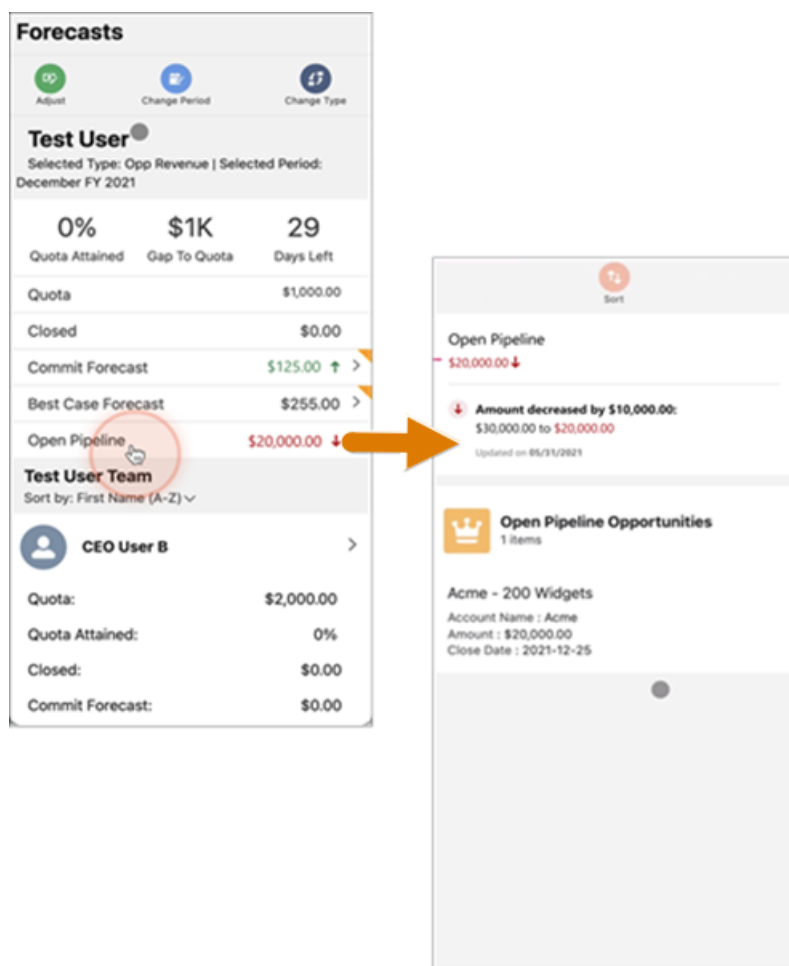 Forecasts
Adjust Change Period Change Type
Test User
Selected Type: Opp Revenue | Selected Period:
December FY 2021
0% $1K 29
Quota Attained Gap To Quota Days Left
Quota $1,000.00
Closed $0.00
Commit Forecast $125.00
Best Case Forecast $255.00
Open Pipeline $20,000.00
Test User Team
Sort by: First Name (A-Z)
CEO User B
Quota: $2,000.00
Quota Attained: 0%
Closed: $0.00
Commit Forecast: $0.00
Sort
Open Pipeline
$20,000.00
Amount decreased by $10,000.00:
$30,000.00 to $20,000.00
Updated on 05/31/2021
Open Pipeline Opportunities
1 items
Acme - 200 Widgets
Account Name : Acme
Amount : $20,000.00
Close Date : 2021-12-25